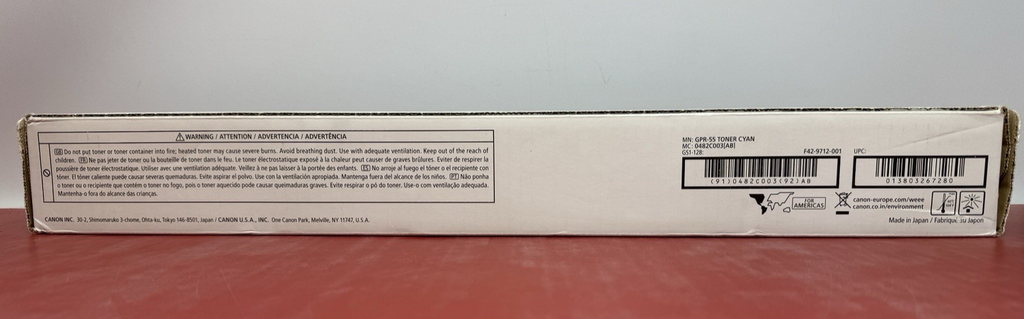 WARNING / ATTENTION / ADVERTENCIA / ADVERTÊNCIA
GB Do not put toner or toner container into fire; heated toner may cause severe burns. Avoid breathing dust. Use with adequate ventilation. Keep out of the reach of
children. FR Ne pas jeter de toner ou la bouteille de toner dans le feu. Le toner électrostatique exposé à la chaleur peut causer de graves brûlures. Eviter de respirer la
poussière de toner électrostatique. Utiliser avec une ventilation adéquate. Veillez à ne pas laisser à la portée des enfants. ES No arroje al fuego el tóner o el recipiente con
tóner. El tóner caliente puede causar severas quemaduras. Evite aspirar el polvo. Use con la ventilación apropiada. Mantenga fuera del alcance de los niños. PT Não ponha
o toner ou o recipiente que contém o toner no fogo, pois o toner aquecido pode causar queimaduras graves. Evite respirar o pó do toner. Use-o com ventilação adequada.
Mantenha-o fora do alcance das crianças.
CANON INC. 30-2, Shimomaruko 3-chome, Ohta-ku, Tokyo 146-8501, Japan / CANON U.S.A., INC. One Canon Park, Melville, NY 11747, U.S.A.
MN: GPR-55 TONER CYAN
MC: 0482C003[AB]
GS1-128: F42-9712-001 UPC:
(91)0482C003(92)AB
013803267280
FOR
AMERICAS
canon-europe.com/weee
canon.co.in/environment
Made in Japan / Fabriqué au Japon